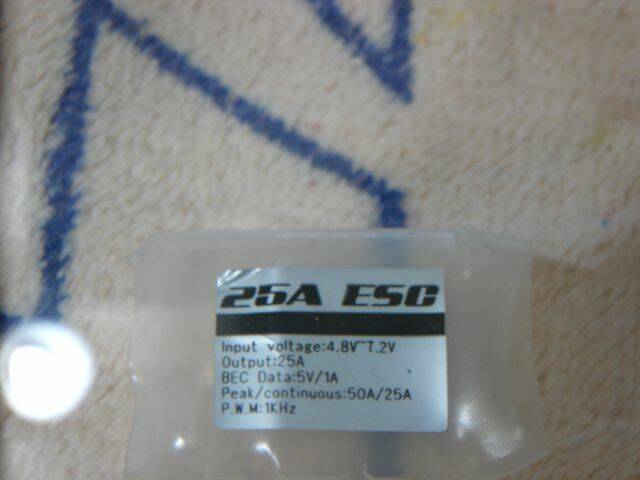 25A ESC
Input voltage:4.8V~7.2V
Output:25A
BEC Data:5V/1A
Peak/continuous:50A/25A
P.W.M:1KHz